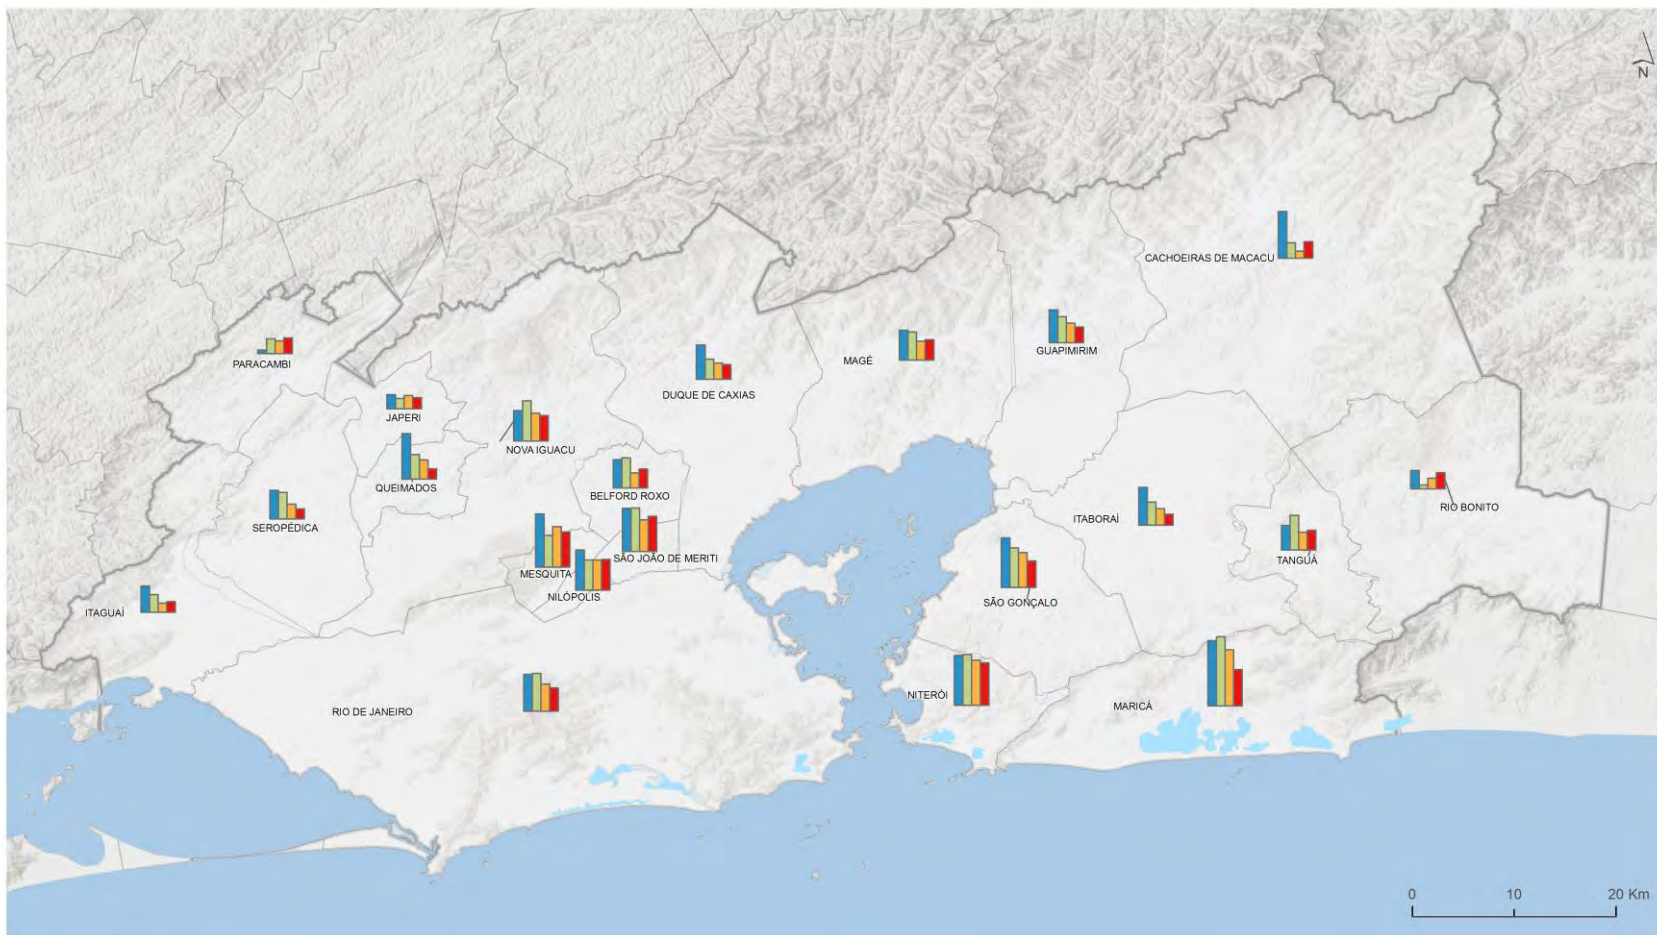 N
CACHOEIRAS DE MACACU
GUAPIMIRIM
MAGÉ
PARACAMBI
DUQUE DE CAXIAS
JAPERI
NOVA IGUACU
QUEIMADOS
BELFORD ROXO
RIO BONITO
SEROPÉDICA
ITABORAÍ
SÃO JOÃO DE MERITI
TANGUÁ
MESQUITA
NILÓPOLIS
SÃO GONÇALO
ITAGUAÍ
NITERÓI
MARICÁ
RIO DE JANEIRO
0 10 20 Km